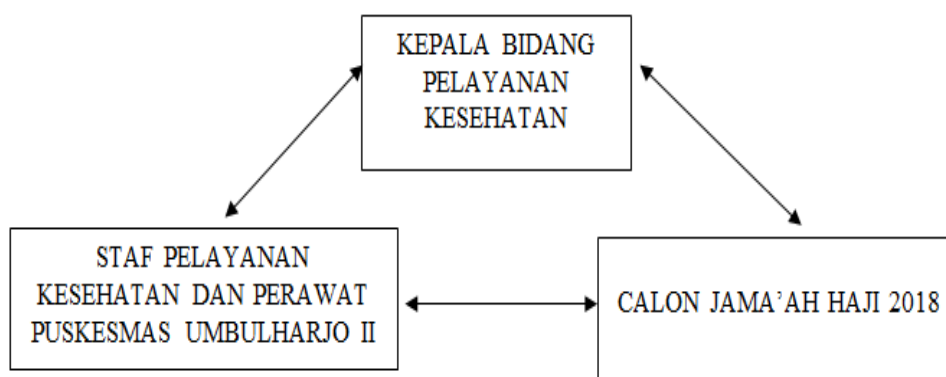 KEPALA BIDANG
PELAYANAN
KESEHATAN
STAF PELAYANAN
KESEHATAN DAN PERAWAT
PUSKESMAS UMBULHARJO II
CALON JAMA’AH HAJI 2018